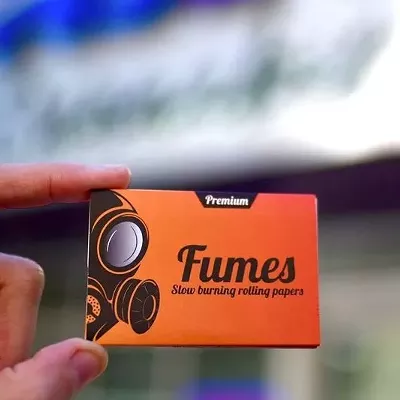 Premium
Fumes
Slow burning rolling papers